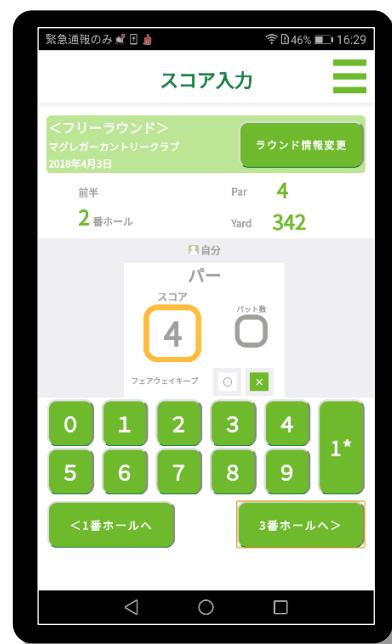 緊急通報のみ 46% 16:29
スコア入力
＜フリーラウンド＞
マグレガーカントリークラブ
2018年4月3日
ラウンド情報変更
前半 Par 4
2番ホール Yard 342
自分
パー
スコア
パット数
4
フェアウェイキープ ○ ×
0 1 2 3 4
1*
5 6 7 8 9
<1番ホールへ 3番ホールへ>